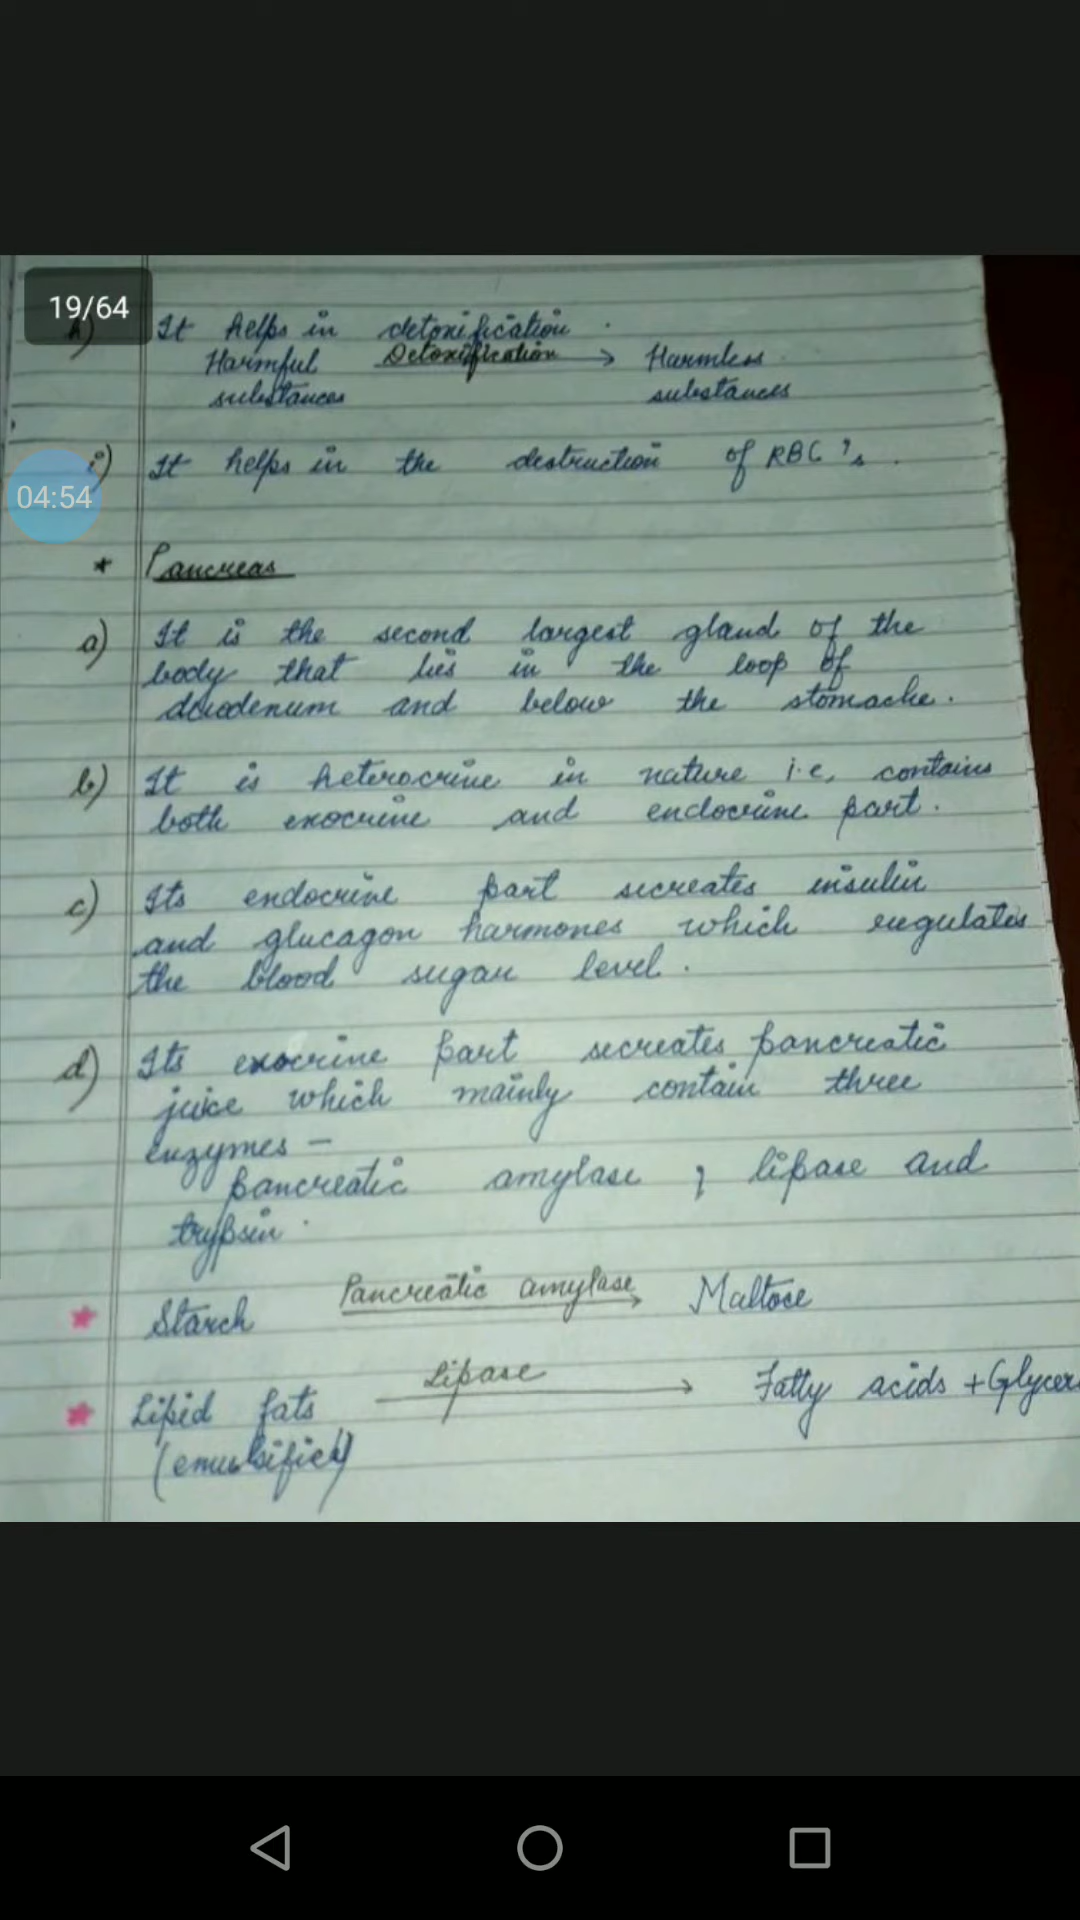 19/64
h) It helps in detoxification.
Harmful Detoxification → Harmless
substances substances
i) It helps in the destruction of RBC's.
04:54
* Pancreas
a) It is the second largest gland of the
body that lies in the loop of
duodenum and below the stomache.
b) It is heterocrine in nature i.e, contains
both exocrine and endocrine part.
c) Its endocrine part secreates insulin
and glucagon harmones which regulates
the blood sugar level.
d) Its exocrine part secreates pancreatic
juice which mainly contain three
enzymes –
pancreatic amylase, lipase and
trypsin.
* Starch Pancreatic amylase → Maltose
* Lipid fats Lipase → Fatty acids + Glycer
(emulsified)